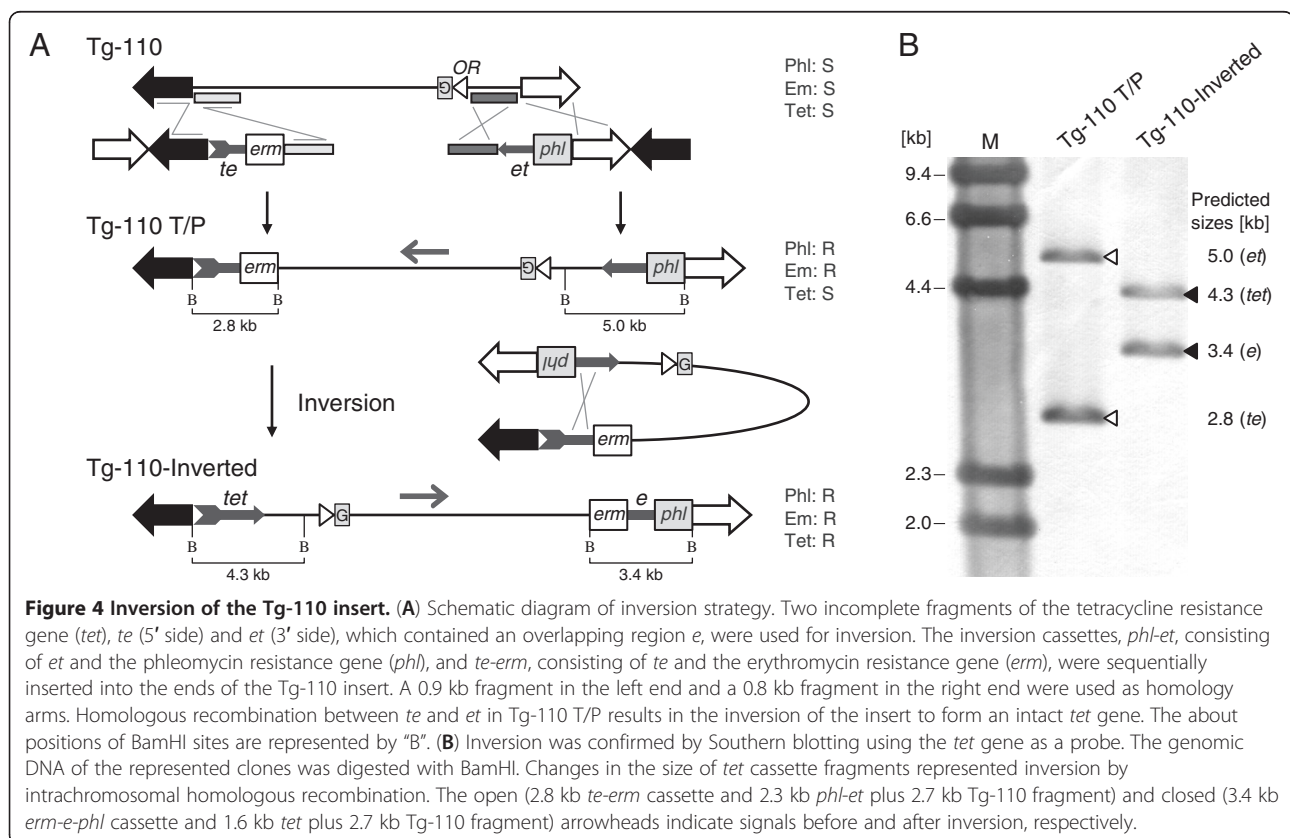 A
Tg-110
G
OR
Phl: S
Em: S
Tet: S
te
erm
et
phl
Tg-110 T/P
erm
G
phl
Phl: R
Em: R
Tet: S
B
B
B
B
2.8 kb
5.0 kb
Inversion
phl
G
erm
Tg-110-Inverted
tet
G
erm
e
phl
Phl: R
Em: R
Tet: R
B
B
B
B
4.3 kb
3.4 kb
B
Tg-110 T/P
Tg-110-Inverted
[kb]
M
9.4
6.6
4.4
2.3
2.0
Predicted
sizes [kb]
5.0 (et)
4.3 (tet)
3.4 (e)
2.8 (te)
Figure 4 Inversion of the Tg-110 insert. (A) Schematic diagram of inversion strategy. Two incomplete fragments of the tetracycline resistance
gene (tet), te (5′ side) and et (3′ side), which contained an overlapping region e, were used for inversion. The inversion cassettes, phl-et, consisting
of et and the phleomycin resistance gene (phl), and te-erm, consisting of te and the erythromycin resistance gene (erm), were sequentially
inserted into the ends of the Tg-110 insert. A 0.9 kb fragment in the left end and a 0.8 kb fragment in the right end were used as homology
arms. Homologous recombination between te and et in Tg-110 T/P results in the inversion of the insert to form an intact tet gene. The about
positions of BamHI sites are represented by “B”. (B) Inversion was confirmed by Southern blotting using the tet gene as a probe. The genomic
DNA of the represented clones was digested with BamHI. Changes in the size of tet cassette fragments represented inversion by
intrachromosomal homologous recombination. The open (2.8 kb te-erm cassette and 2.3 kb phl-et plus 2.7 kb Tg-110 fragment) and closed (3.4 kb
erm-e-phl cassette and 1.6 kb tet plus 2.7 kb Tg-110 fragment) arrowheads indicate signals before and after inversion, respectively.